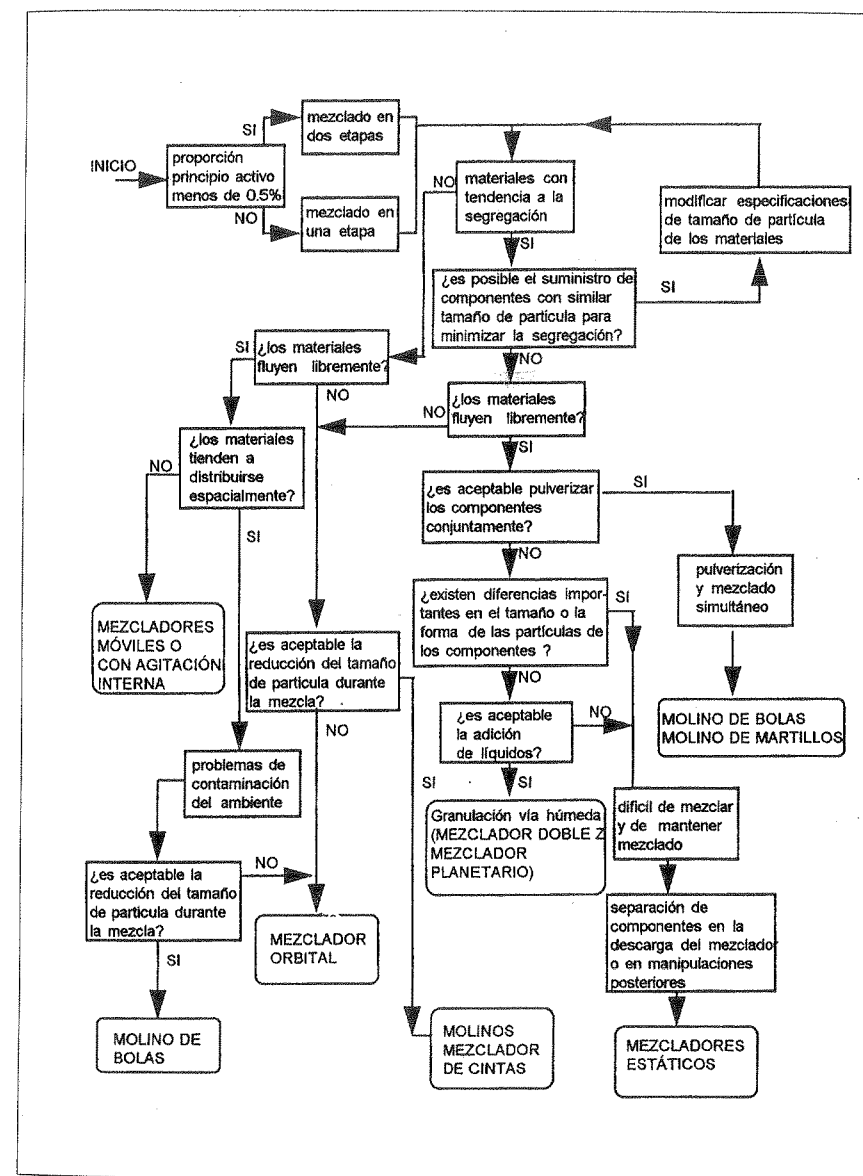 mezclado en
dos etapas
SI
INICIO
proporción
principio activo
menos de 0.5%
NO
mezclado en
una etapa
NO
materiales con
tendencia a la
segregación
SI
modificar especificaciones
de tamaño de partícula
de los materiales
¿es posible el suministro de
componentes con similar
tamaño de partícula para
minimizar la segregación?
SI
NO
SI
¿los materiales
fluyen libremente?
NO
NO
¿los materiales
fluyen libremente?
SI
¿los materiales
tienden a
distribuirse
espacialmente?
NO
SI
¿es aceptable pulverizar
los componentes
conjuntamente?
SI
NO
pulverización
y mezclado
simultáneo
¿existen diferencias impor-
tantes en el tamaño o la
forma de las partículas de
los componentes ?
SI
NO
MEZCLADORES
MÓVILES O
CON AGITACIÓN
INTERNA
¿es aceptable la
reducción del tamaño
de particula durante
la mezcla?
NO
SI
¿es aceptable
la adición
de líquidos?
NO
SI
MOLINO DE BOLAS
MOLINO DE MARTILLOS
problemas de
contaminación
del ambiente
Granulación vía húmeda
(MEZCLADOR DOBLE Z
MEZCLADOR
PLANETARIO)
dificil de mezclar
y de mantener
mezclado
¿es aceptable la
reducción del tamaño
de particula durante
la mezcla?
NO
SI
MEZCLADOR
ORBITAL
separación de
componentes en la
descarga del mezclador
o en manipulaciones
posteriores
MOLINO DE
BOLAS
MOLINOS
MEZCLADOR
DE CINTAS
MEZCLADORES
ESTÁTICOS